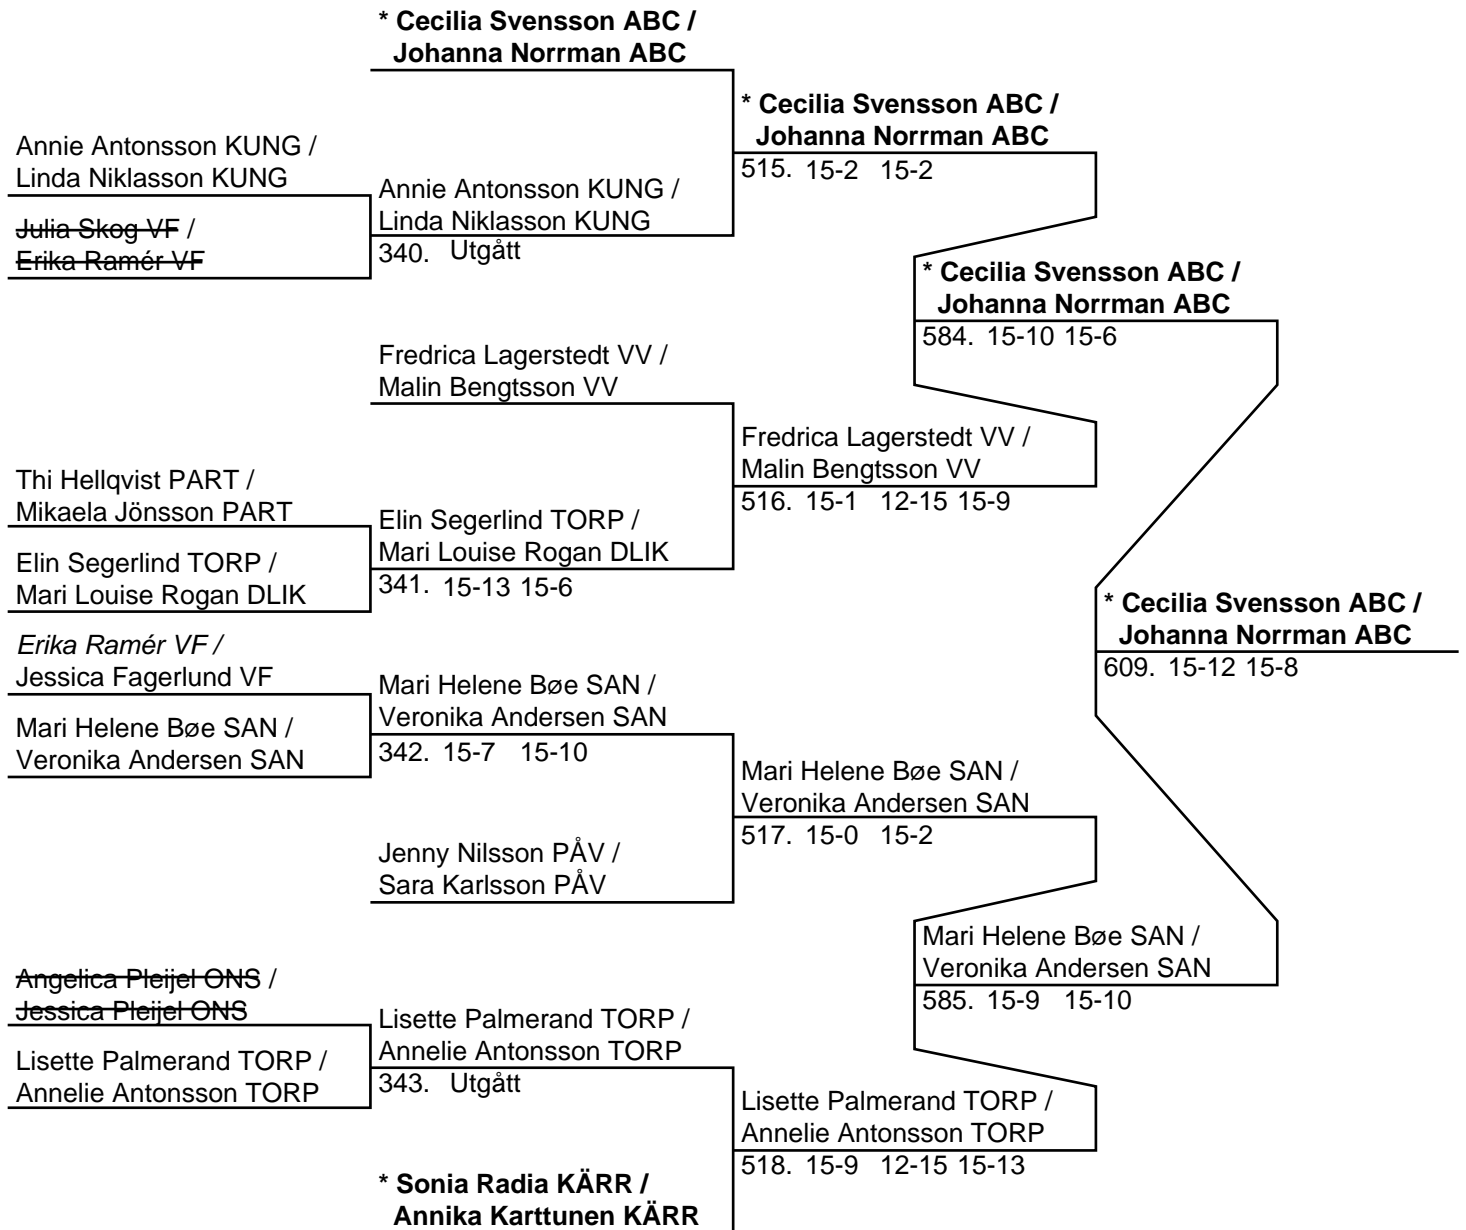 * Cecilia Svensson ABC /
Johanna Norrman ABC
* Cecilia Svensson ABC /
Johanna Norrman ABC
515. 15-2 15-2
Annie Antonsson KUNG /
Linda Niklasson KUNG
Julia Skog VF /
Erika Ramér VF
Annie Antonsson KUNG /
Linda Niklasson KUNG
340. Utgått
* Cecilia Svensson ABC /
Johanna Norrman ABC
584. 15-10 15-6
Fredrica Lagerstedt VV /
Malin Bengtsson VV
Fredrica Lagerstedt VV /
Malin Bengtsson VV
516. 15-1 12-15 15-9
Thi Hellqvist PART /
Mikaela Jönsson PART
Elin Segerlind TORP /
Mari Louise Rogan DLIK
Elin Segerlind TORP /
Mari Louise Rogan DLIK
341. 15-13 15-6
* Cecilia Svensson ABC /
Johanna Norrman ABC
609. 15-12 15-8
Erika Ramér VF /
Jessica Fagerlund VF
Mari Helene Bøe SAN /
Veronika Andersen SAN
Mari Helene Bøe SAN /
Veronika Andersen SAN
342. 15-7 15-10
Mari Helene Bøe SAN /
Veronika Andersen SAN
517. 15-0 15-2
Jenny Nilsson PÅV /
Sara Karlsson PÅV
Mari Helene Bøe SAN /
Veronika Andersen SAN
585. 15-9 15-10
Angelica Pleijel ONS /
Jessica Pleijel ONS
Lisette Palmerand TORP /
Annelie Antonsson TORP
Lisette Palmerand TORP /
Annelie Antonsson TORP
343. Utgått
Lisette Palmerand TORP /
Annelie Antonsson TORP
518. 15-9 12-15 15-13
* Sonia Radia KÄRR /
Annika Karttunen KÄRR